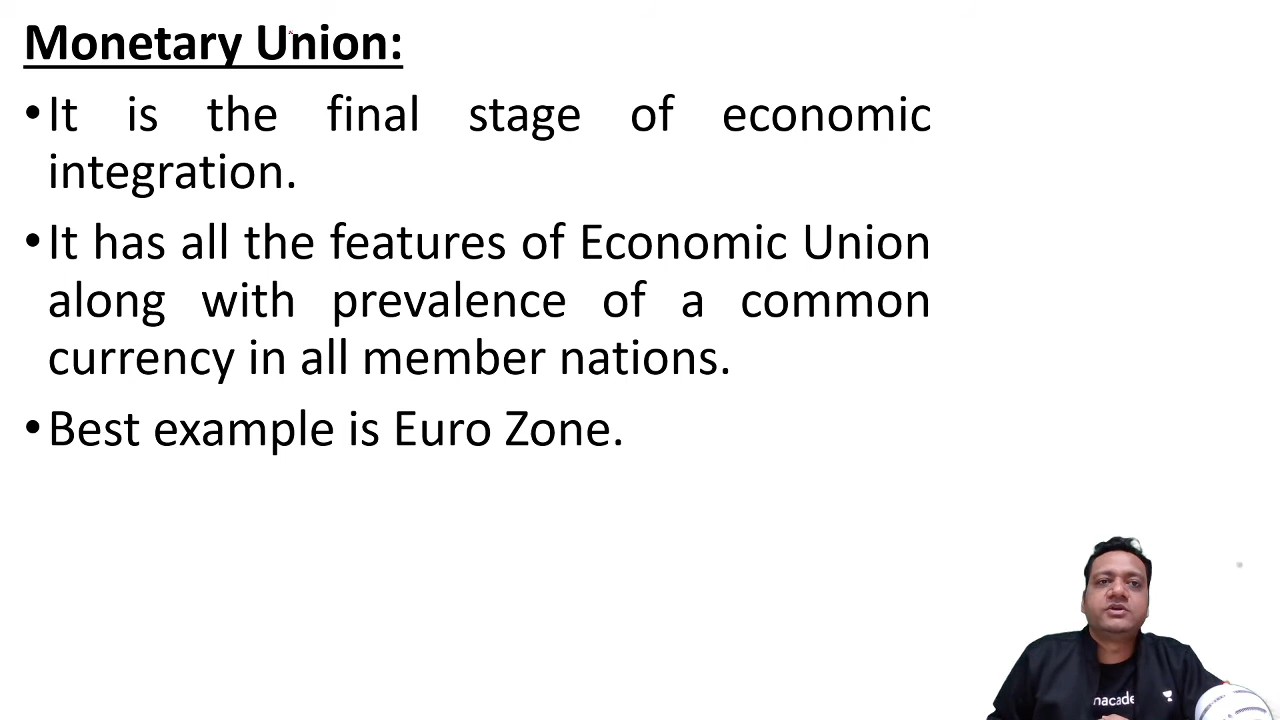 Monetary Union:
•It is the final stage of economic
integration.
•It has all the features of Economic Union
along with prevalence of a common
currency in all member nations.
•Best example is Euro Zone.
nacade